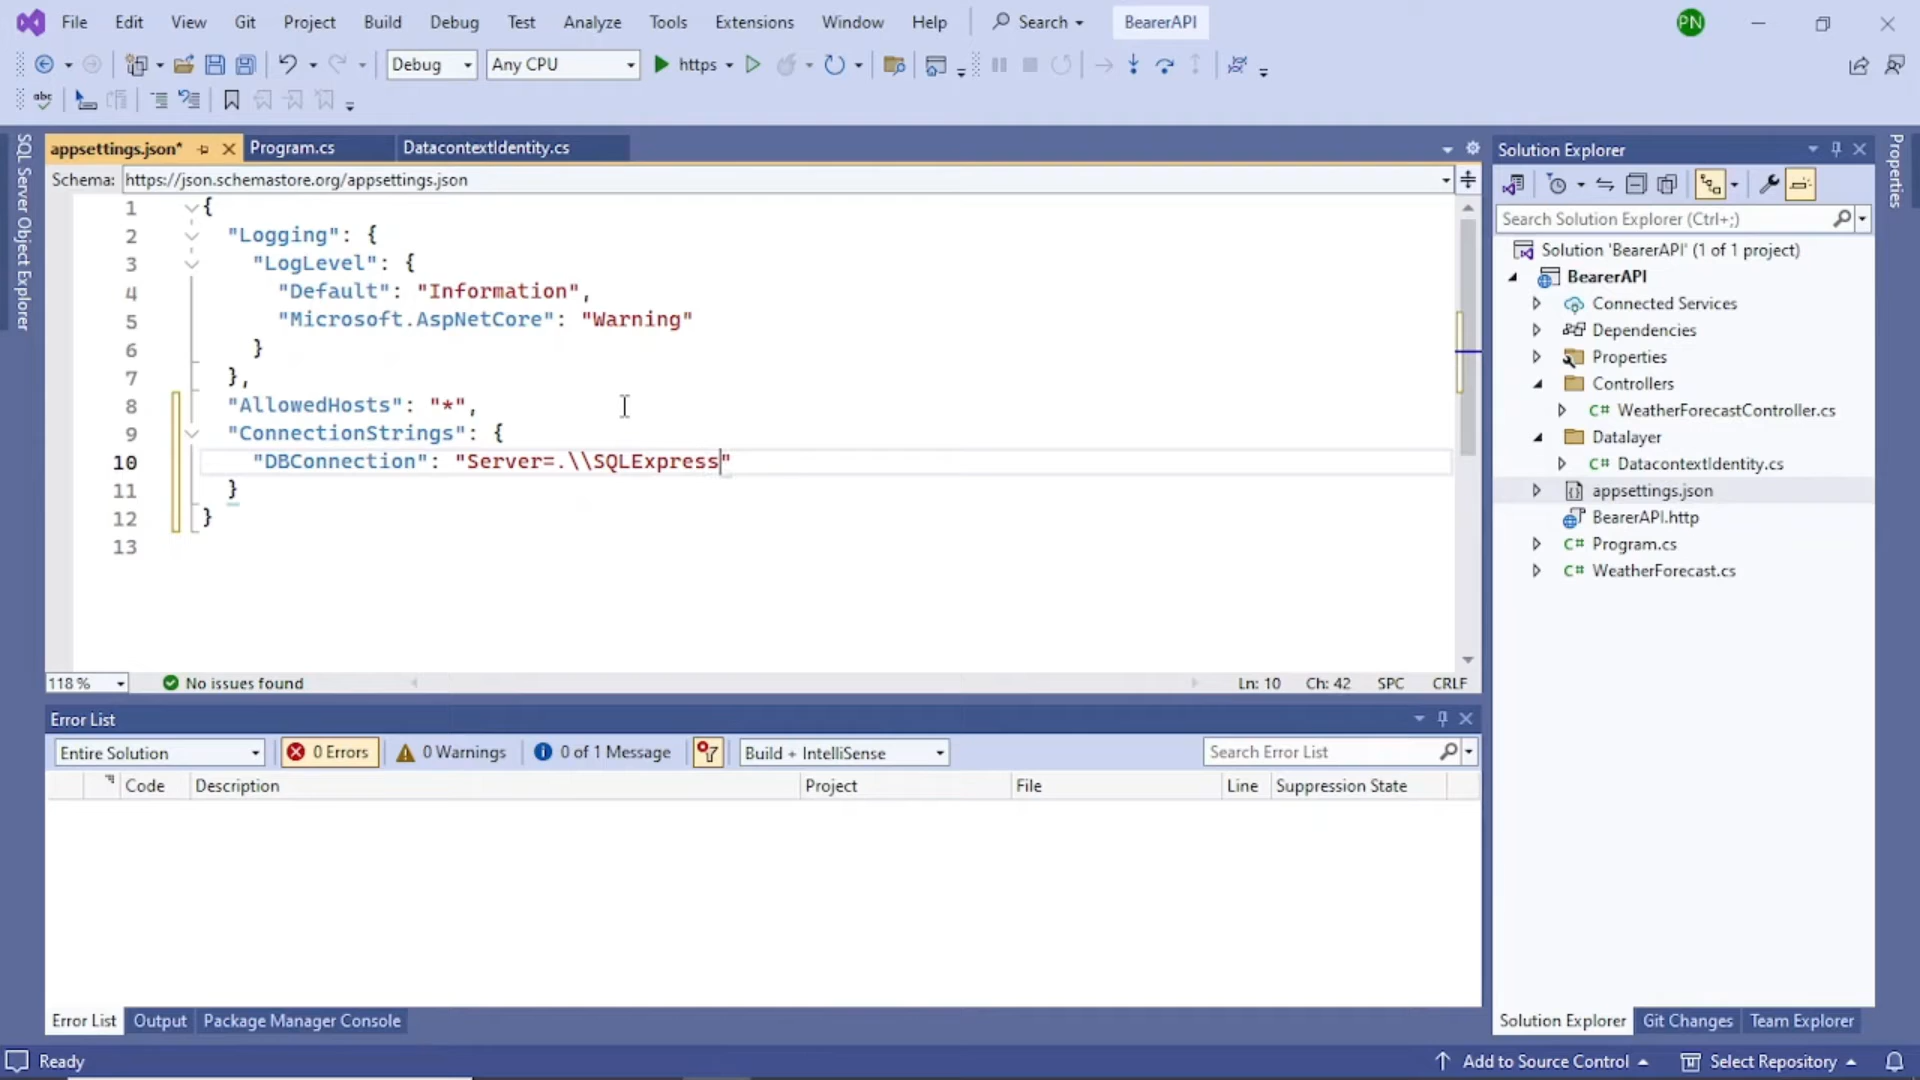 File Edit View Git Project Build Debug Test Analyze Tools Extensions Window Help Search BearerAPI PN
Debug Any CPU https
abc
SQL Server Object Explorer
appsettings.json* Program.cs DatacontextIdentity.cs
Schema: https://json.schemastore.org/appsettings.json
1 {
2 "Logging": {
3 "LogLevel": {
4 "Default": "Information",
5 "Microsoft.AspNetCore": "Warning"
6 }
7 },
8 "AllowedHosts": "*",
9 "ConnectionStrings": {
10 "DBConnection": "Server=.\\SQLExpress"
11 }
12 }
13
118 % No issues found Ln: 10 Ch: 42 SPC CRLF
Error List
Entire Solution 0 Errors 0 Warnings 0 of 1 Message Build + IntelliSense Search Error List
Code Description Project File Line Suppression State
Error List Output Package Manager Console
Solution Explorer
Search Solution Explorer (Ctrl+;)
Solution 'BearerAPI' (1 of 1 project)
BearerAPI
Connected Services
Dependencies
Properties
Controllers
C# WeatherForecastController.cs
Datalayer
C# DatacontextIdentity.cs
appsettings.json
BearerAPI.http
C# Program.cs
C# WeatherForecast.cs
Solution Explorer Git Changes Team Explorer
Properties
Ready Add to Source Control Select Repository